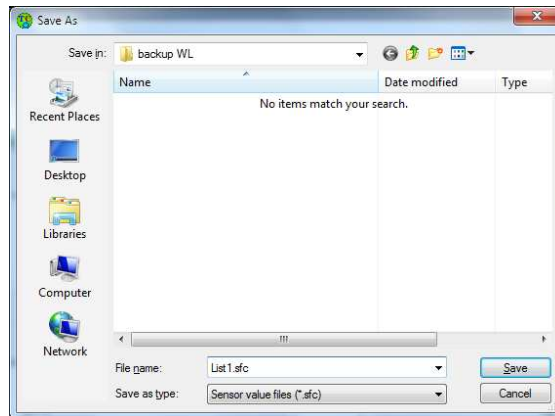 Save As
Save in:
backup WL
Name
Date modified
Type
No items match your search.
Recent Places
Desktop
Libraries
Computer
Network
File name:
List1.sfc
Save
Save as type:
Sensor value files (*.sfc)
Cancel